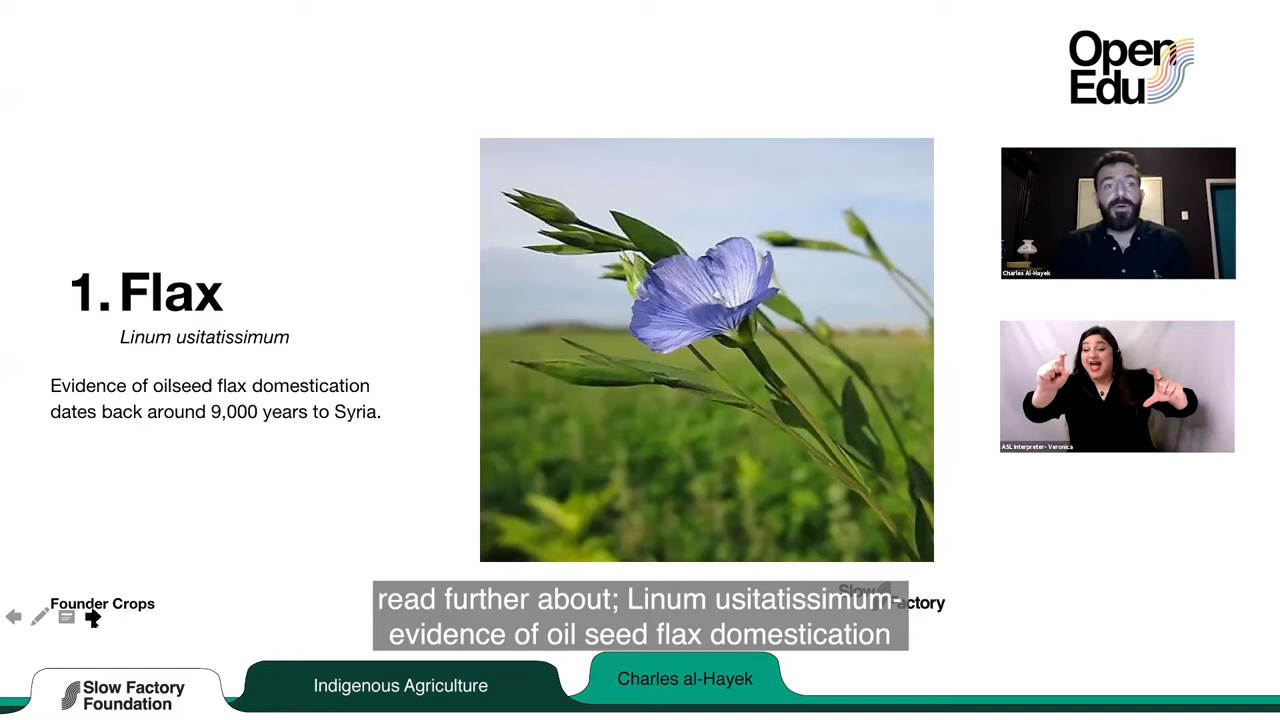 Open
Edu
1. Flax
Linum usitatissimum
Evidence of oilseed flax domestication
dates back around 9,000 years to Syria.
Charles Al-Hayek
ASL Interpreter- Veronica
Founder Crops
Slow
Factory
read further about; Linum usitatissimum-
evidence of oil seed flax domestication
Slow Factory
Foundation
Indigenous Agriculture
Charles al-Hayek